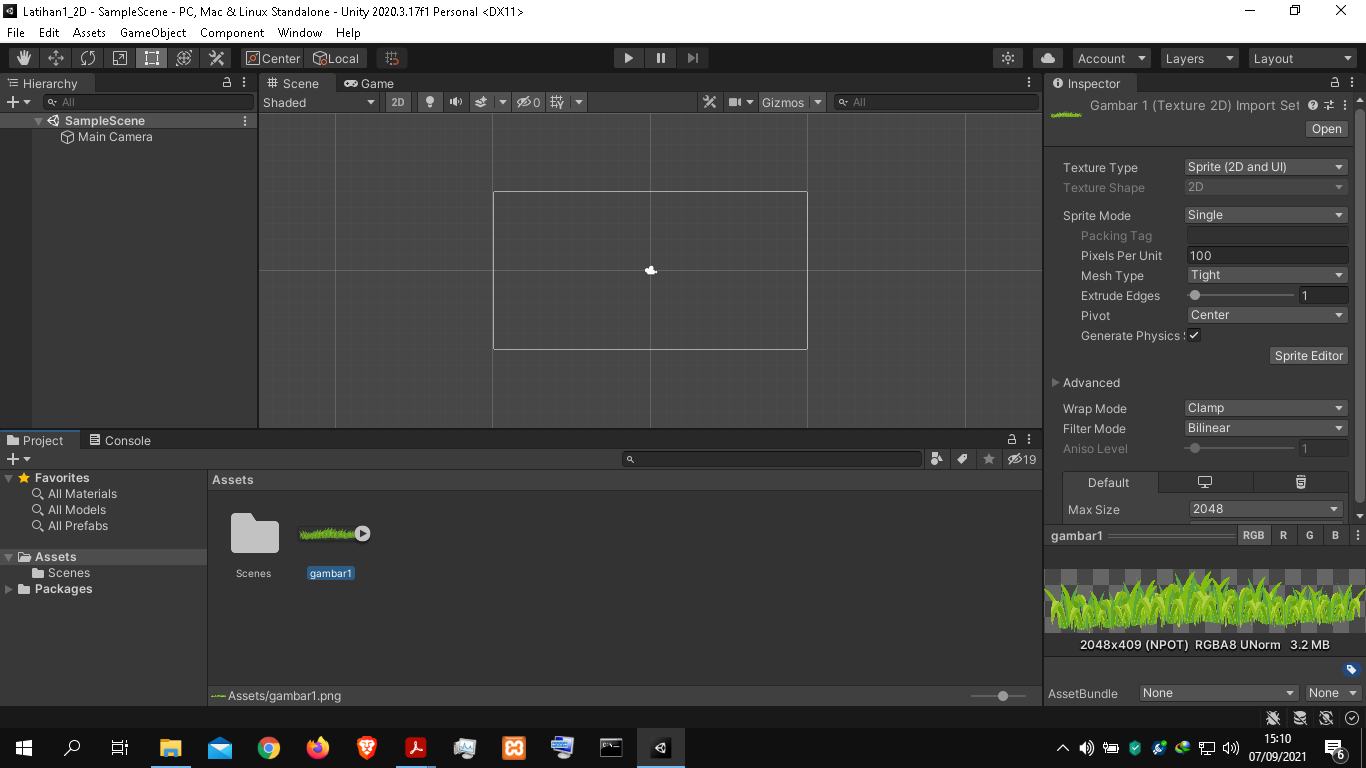 Latihan1_2D - SampleScene - PC, Mac & Linux Standalone - Unity 2020.3.17f1 Personal <DX11>
File Edit Assets GameObject Component Window Help
Center Local Account Layers Layout
Hierarchy
All
SampleScene
Main Camera
Scene Game
Shaded 2D 0 Gizmos All
Inspector
Gambar 1 (Texture 2D) Import Set
Open
Texture Type Sprite (2D and UI)
Texture Shape 2D
Sprite Mode Single
Packing Tag
Pixels Per Unit 100
Mesh Type Tight
Extrude Edges 1
Pivot Center
Generate Physics
Sprite Editor
Advanced
Wrap Mode Clamp
Filter Mode Bilinear
Aniso Level 1
Default
Max Size 2048
gambar1 RGB R G B
2048x409 (NPOT) RGBA8 UNorm 3.2 MB
AssetBundle None None
Project Console
19
Favorites
All Materials
All Models
All Prefabs
Assets
Scenes
Packages
Assets
Scenes gambar1
Assets/gambar1.png
15:10
07/09/2021
6